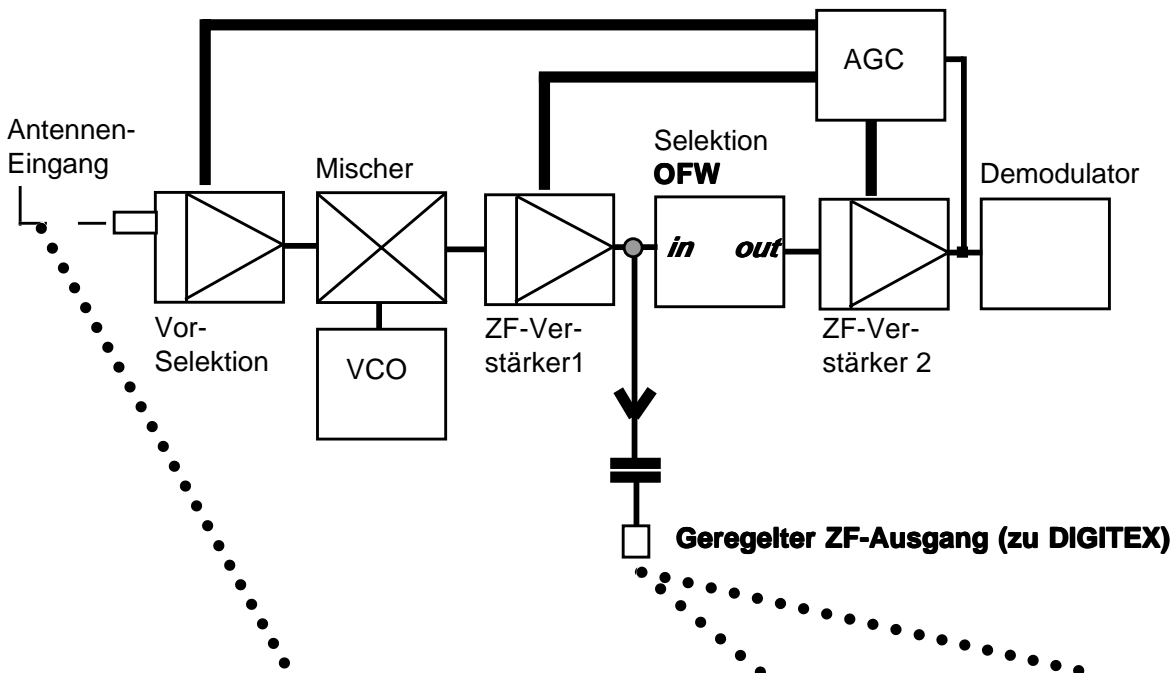 AGC
Antennen-
Eingang
Mischer
Selektion
OFW
Demodulator
in out
Vor-
Selektion
VCO
ZF-Ver-
stärker1
ZF-Ver-
stärker 2
Geregelter ZF-Ausgang (zu DIGITEX)